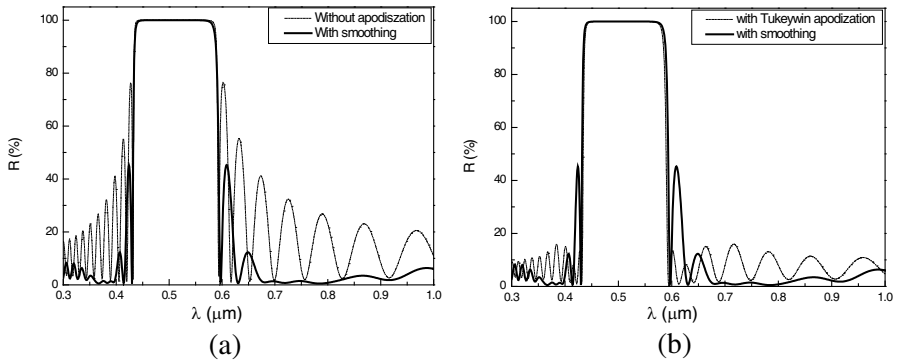 Without apodiszation
With smoothing
100
80
60
40
20
0
R (%)
0.3 0.4 0.5 0.6 0.7 0.8 0.9 1.0
λ (μm)
(a)
with Tukeywin apodization
with smoothing
100
80
60
40
20
0
R (%)
0.3 0.4 0.5 0.6 0.7 0.8 0.9 1.0
λ (μm)
(b)